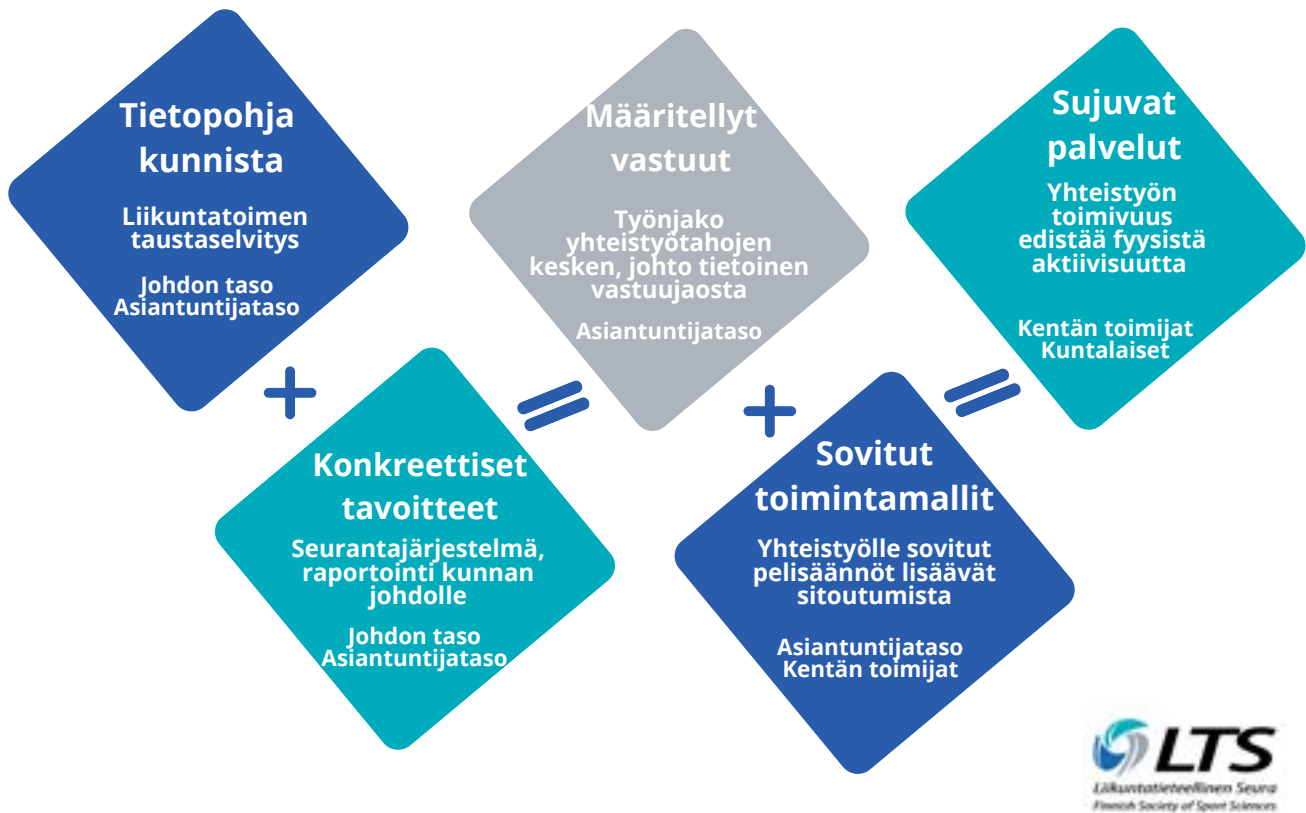 Tietopohja
kunnista
Liikuntatoimen
taustaselvitys
Johdon taso
Asiantuntijataso
+
Konkreettiset
tavoitteet
Seurantajärjestelmä,
raportointi kunnan
johdolle
Johdon taso
Asiantuntijataso
=
Määritellyt
vastuut
Työnjako
yhteistyötahojen
kesken, johto tietoinen
vastuujaosta
Asiantuntijataso
+
Sovitut
toimintamallit
Yhteistyölle sovitut
pelisäännöt lisäävät
sitoutumista
Asiantuntijataso
Kentän toimijat
=
Sujuvat
palvelut
Yhteistyön
toimivuus
edistää fyysistä
aktiivisuutta
Kentän toimijat
Kuntalaiset
LTS
Liikuntatieteellinen Seura
Finnish Society of Sport Sciences